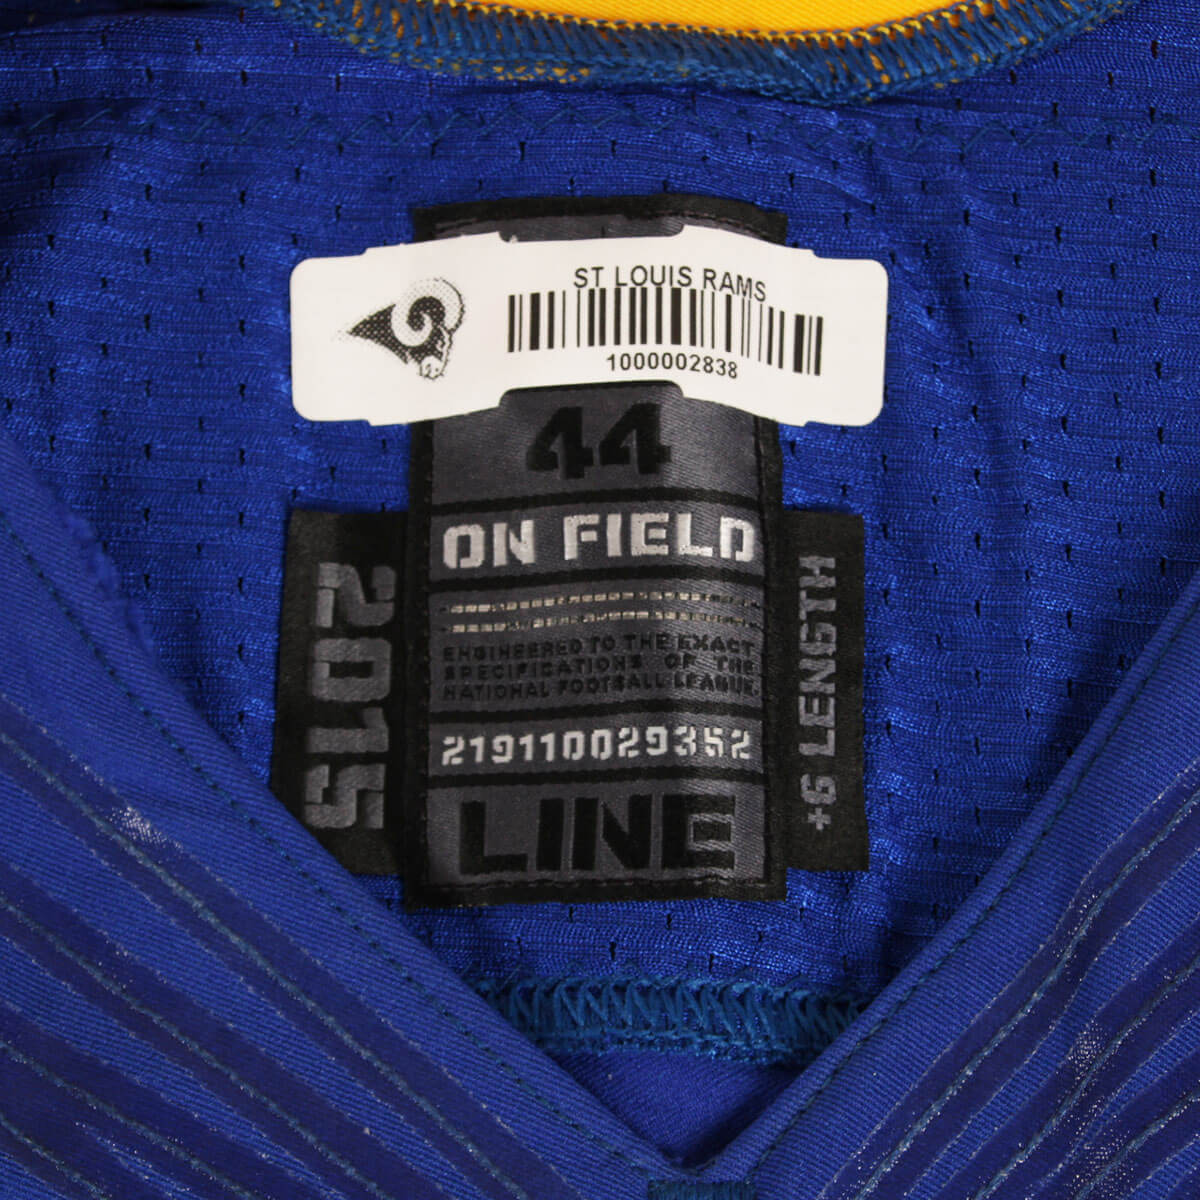 ST LOUIS RAMS
1000002838
44
ON FIELD
ENGINEERED TO THE EXACT
SPECIFICATIONS OF THE
NATIONAL FOOTBALL LEAGUE.
219110029352
LINE
2015
+6 LENGTH